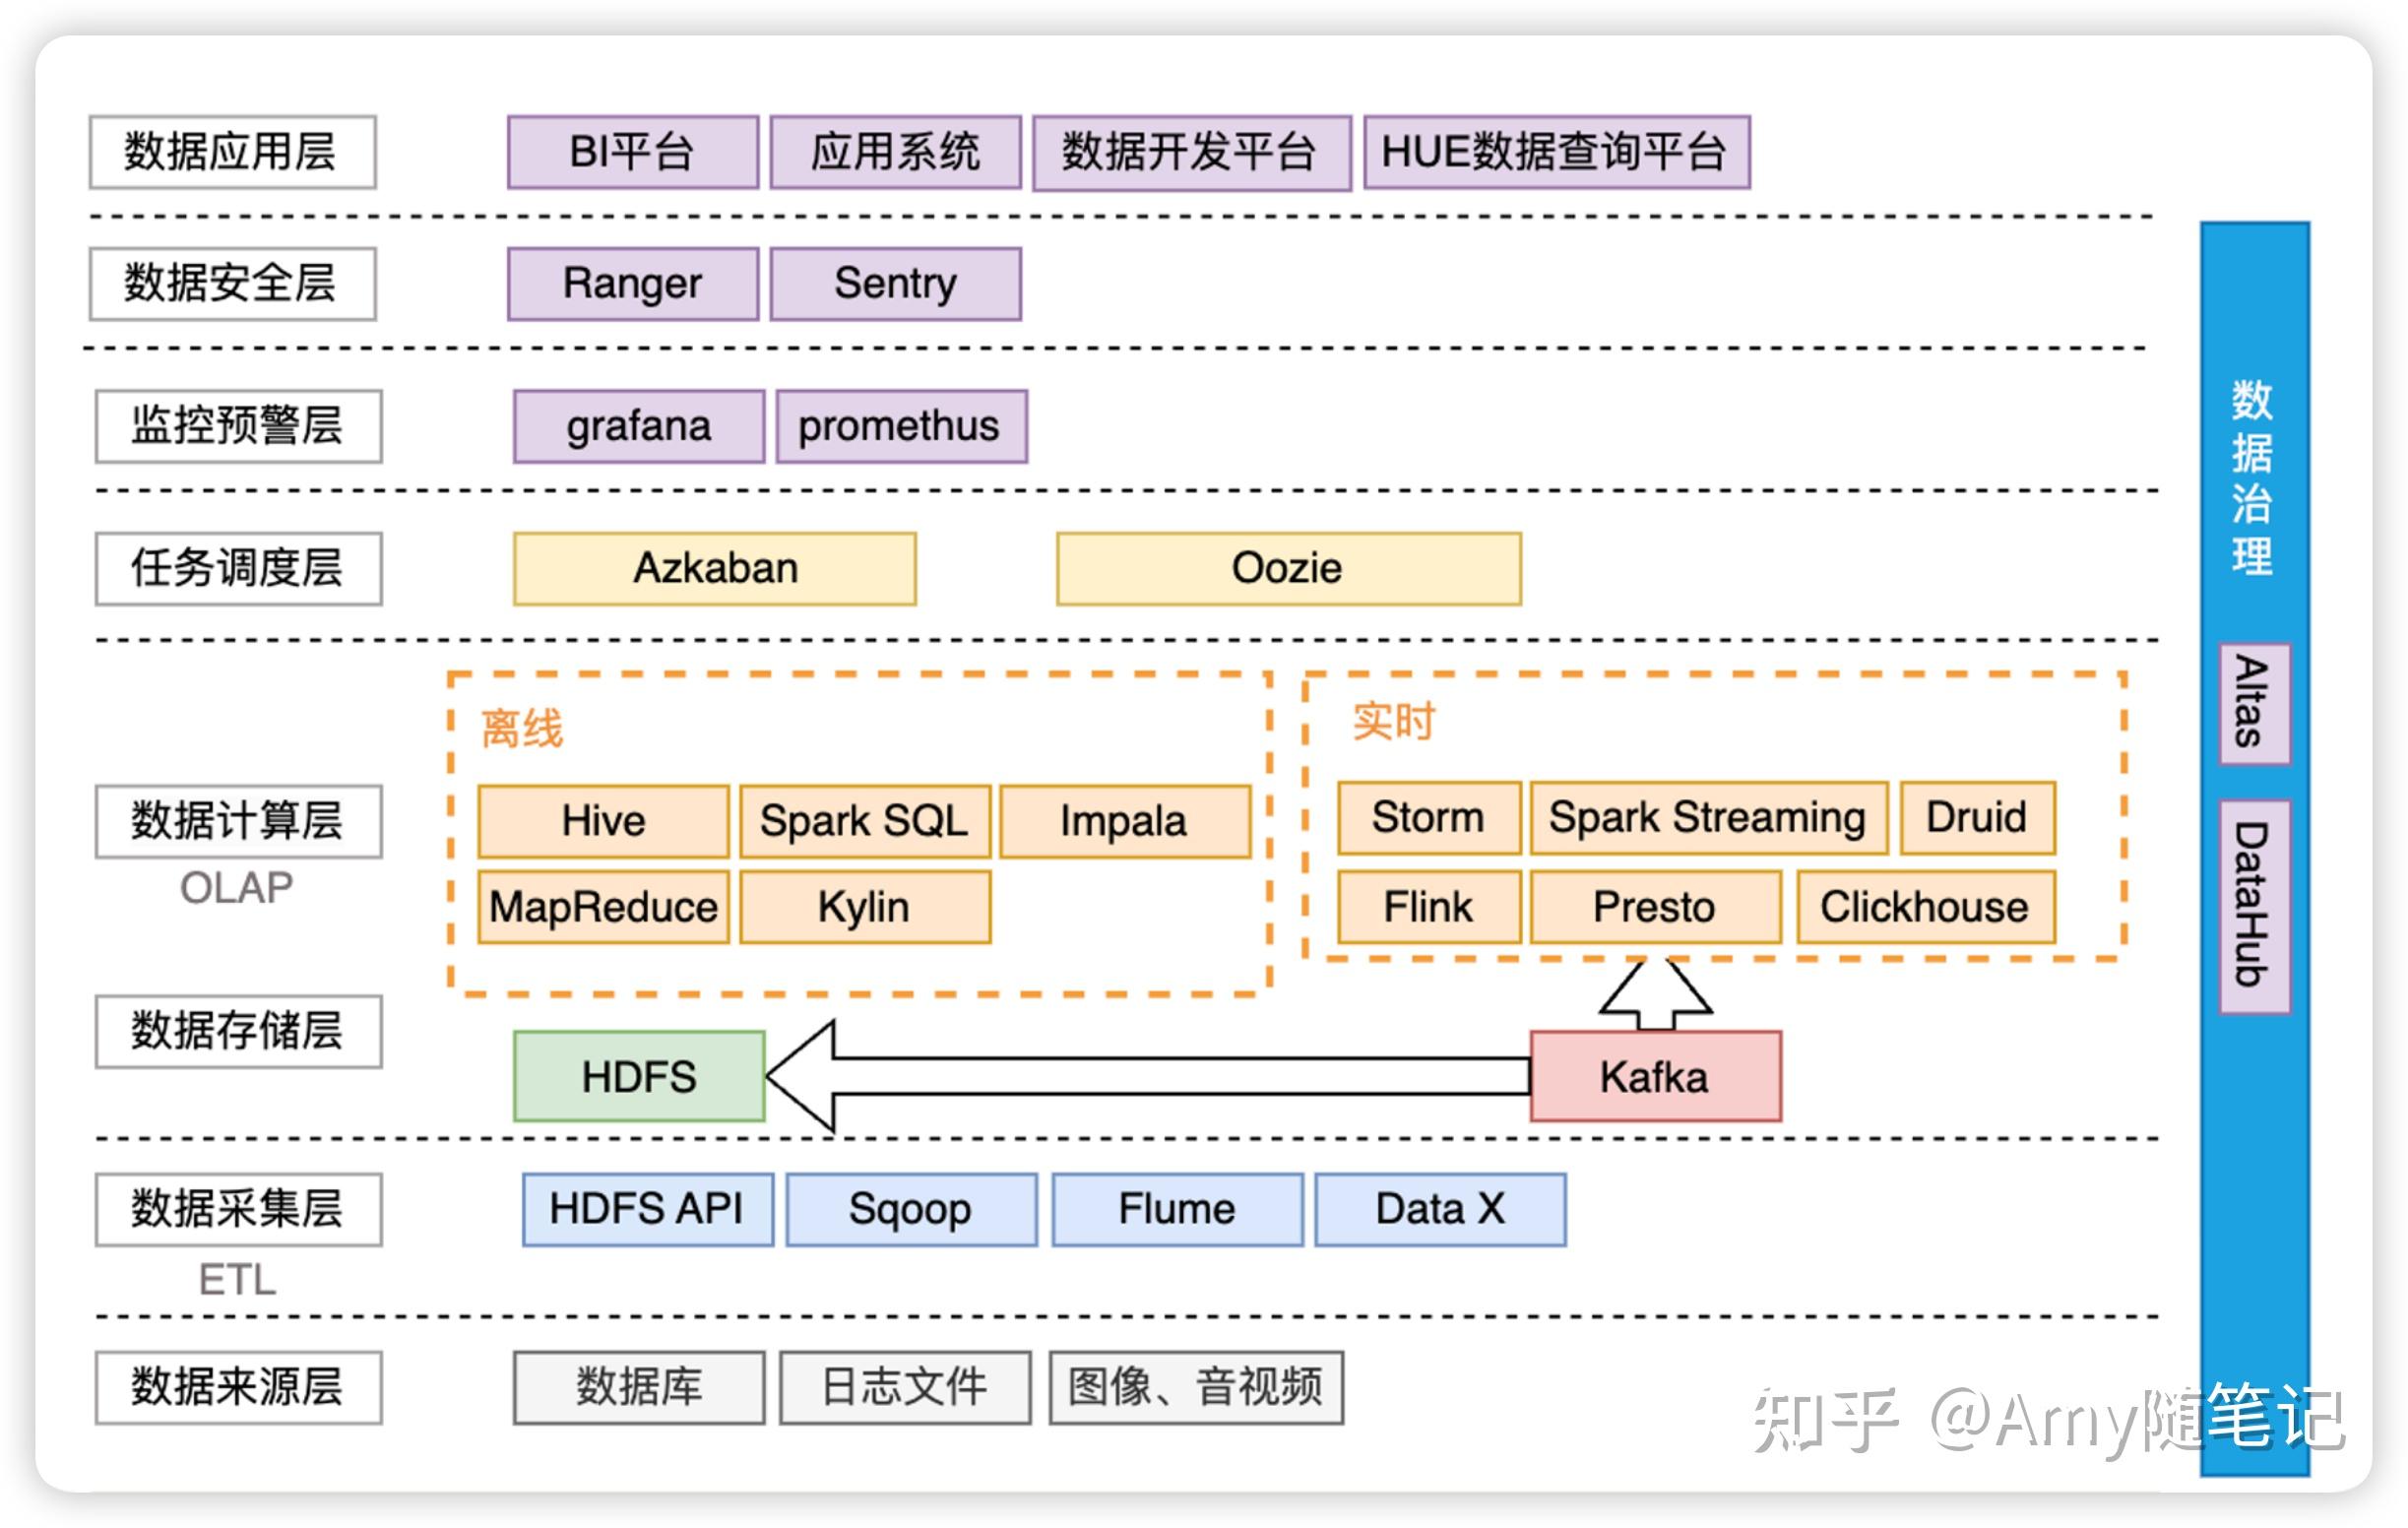 数据应用层
BI平台
应用系统
数据开发平台
HUE数据查询平台
数据安全层
Ranger
Sentry
监控预警层
grafana
promethus
任务调度层
Azkaban
Oozie
数据计算层
OLAP
离线
Hive
Spark SQL
Impala
MapReduce
Kylin
实时
Storm
Spark Streaming
Druid
Flink
Presto
Clickhouse
数据存储层
HDFS
Kafka
数据采集层
ETL
HDFS API
Sqoop
Flume
Data X
数据来源层
数据库
日志文件
图像、音视频
数据治理
Altas
DataHub
知乎 @Amy随笔记